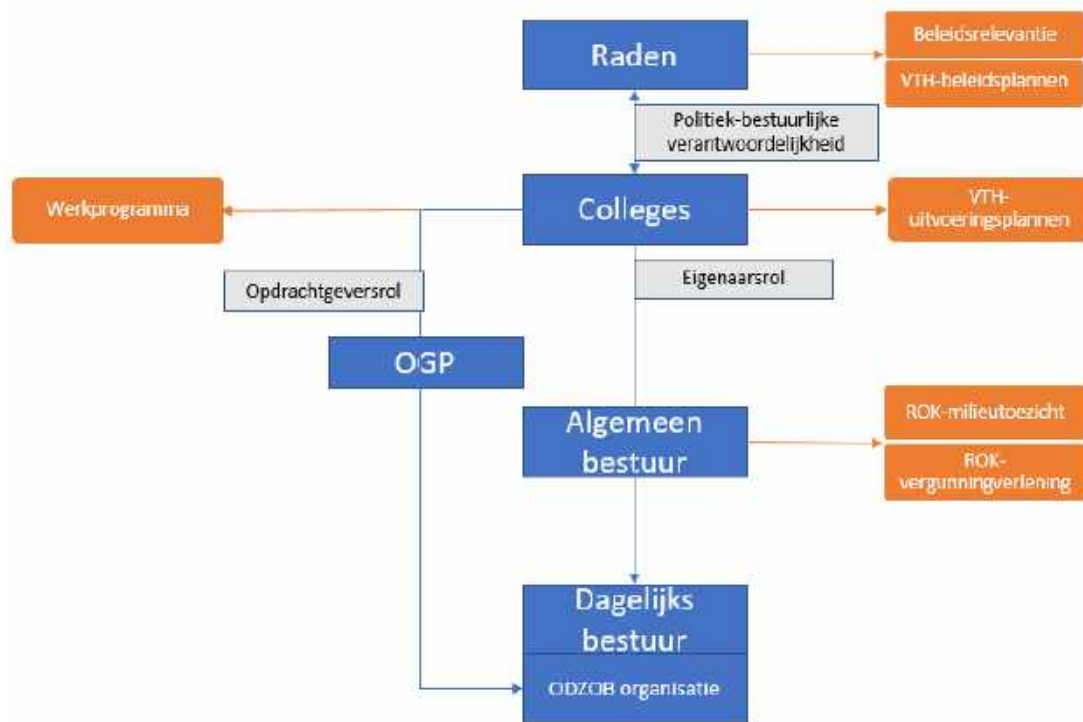 Raden
Beleidsrelevantie
VTH-beleidsplannen
Politiek-bestuurlijke
verantwoordelijkheid
Werkprogramma
Colleges
VTH-
uitvoeringsplannen
Opdrachtgeversrol
Eigenaarsrol
OGP
Algemeen
bestuur
ROK-milieutoezicht
ROK-
vergunningverlening
Dagelijks
bestuur
ODZOB organisatie